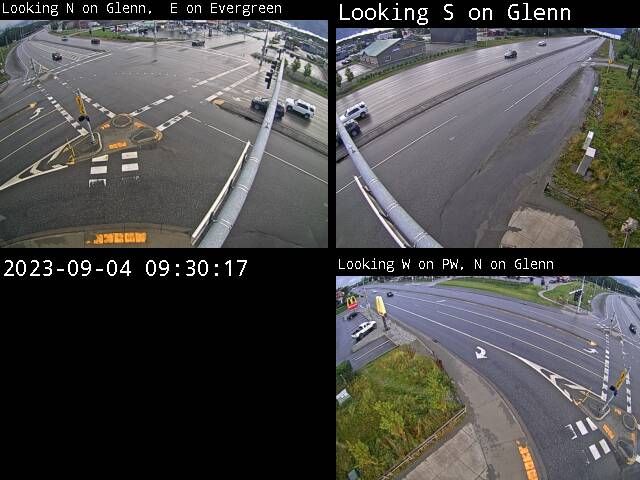 Looking N on Glenn,  E on Evergreen
Looking S on Glenn
2023-09-04 09:30:17
Looking W on PW, N on Glenn